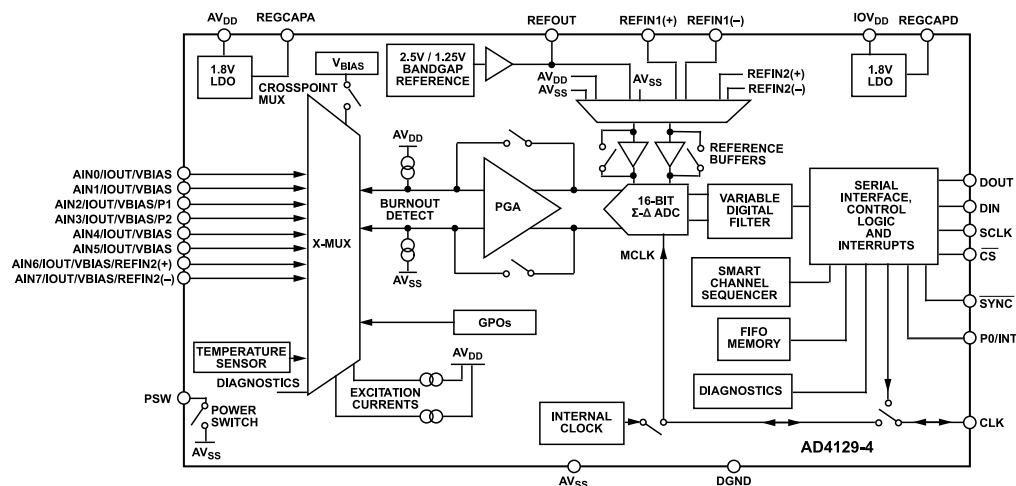 AVDD
REGCAPA
REFOUT
REFIN1(+)
REFIN1(–)
IOVDD
REGCAPD
1.8V
LDO
VBIAS
CROSSPOINT
MUX
2.5V / 1.25V
BANDGAP
REFERENCE
AVDD
AVSS
AVSS
REFIN2(+)
REFIN2(–)
1.8V
LDO
REFERENCE
BUFFERS
AIN0/IOUT/VBIAS
AIN1/IOUT/VBIAS
AIN2/IOUT/VBIAS/P1
AIN3/IOUT/VBIAS/P2
AIN4/IOUT/VBIAS
AIN5/IOUT/VBIAS
AIN6/IOUT/VBIAS/REFIN2(+)
AIN7/IOUT/VBIAS/REFIN2(–)
X-MUX
AVDD
BURNOUT
DETECT
AVSS
PGA
16-BIT
Σ-Δ ADC
VARIABLE
DIGITAL
FILTER
SERIAL
INTERFACE,
CONTROL
LOGIC
AND
INTERRUPTS
DOUT
DIN
SCLK
CS
SYNC
P0/INT
MCLK
SMART
CHANNEL
SEQUENCER
FIFO
MEMORY
DIAGNOSTICS
GPOs
TEMPERATURE
SENSOR
DIAGNOSTICS
AVDD
EXCITATION
CURRENTS
PSW
POWER
SWITCH
AVSS
INTERNAL
CLOCK
CLK
AD4129-4
AVSS
DGND